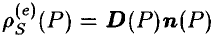 ρ_S^{(e)}(P) = D(P)n(P)